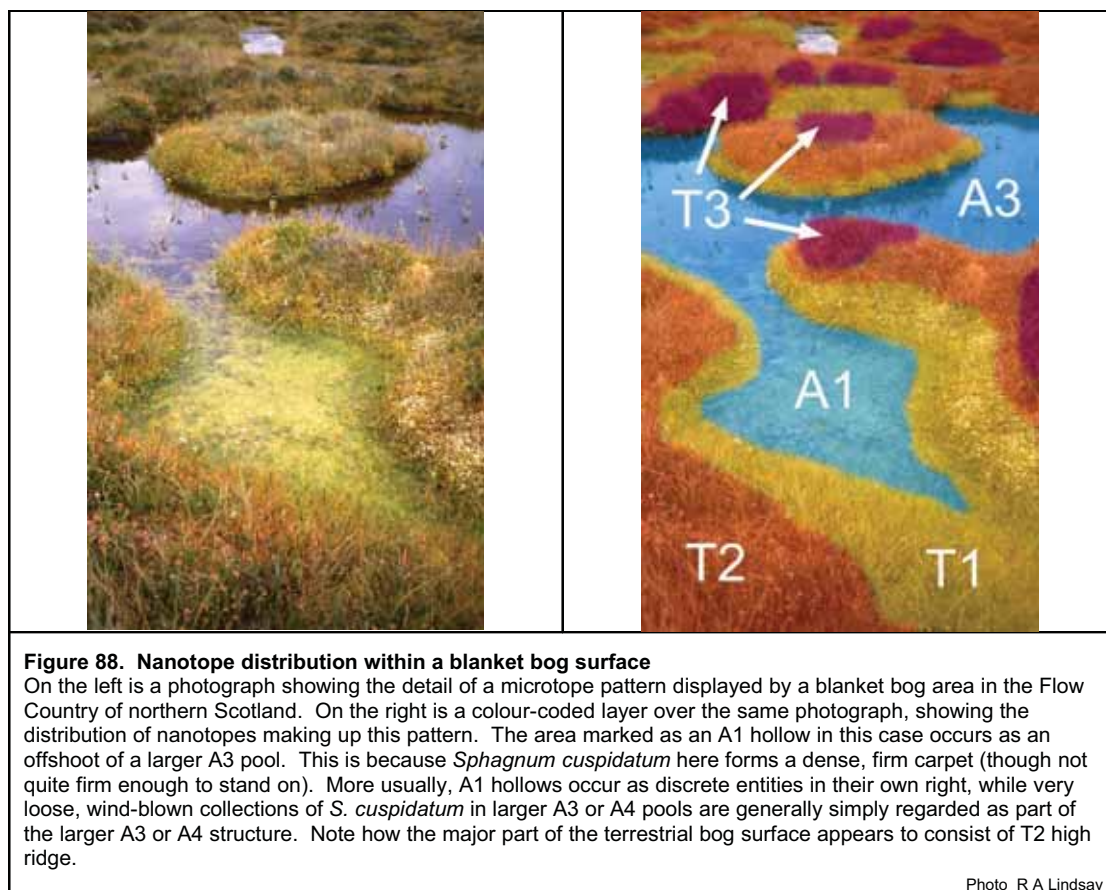 T3
A3
A1
T2
T1
Figure 88. Nanotope distribution within a blanket bog surface
On the left is a photograph showing the detail of a microtope pattern displayed by a blanket bog area in the Flow
Country of northern Scotland. On the right is a colour-coded layer over the same photograph, showing the
distribution of nanotopes making up this pattern. The area marked as an A1 hollow in this case occurs as an
offshoot of a larger A3 pool. This is because Sphagnum cuspidatum here forms a dense, firm carpet (though not
quite firm enough to stand on). More usually, A1 hollows occur as discrete entities in their own right, while very
loose, wind-blown collections of S. cuspidatum in larger A3 or A4 pools are generally simply regarded as part of
the larger A3 or A4 structure. Note how the major part of the terrestrial bog surface appears to consist of T2 high
ridge.
Photo R A Lindsay